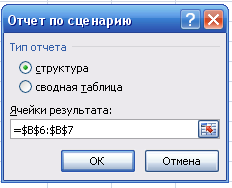 Отчет по сценарию
Тип отчета
структура
сводная таблица
Ячейки результата:
=$B$6:$B$7
ОК
Отмена